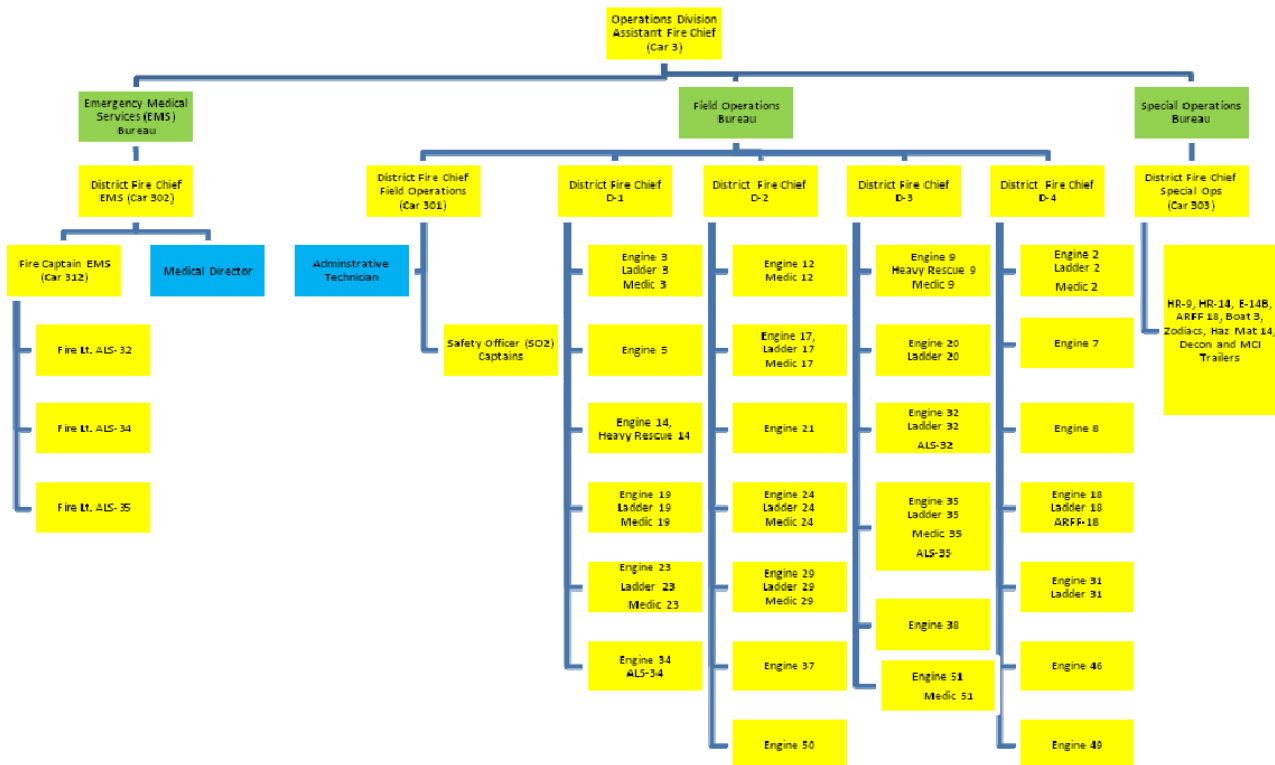 Operations Division
Assistant Fire Chief
(Car 3)
Emergency Medical
Services (EMS)
Bureau
Field Operations
Bureau
Special Operations
Bureau
District Fire Chief
EMS (Car 302)
District Fire Chief
Field Operations
(Car 301)
District Fire Chief
D-1
District Fire Chief
D-2
District Fire Chief
D-3
District Fire Chief
D-4
District Fire Chief
Special Ops
(Car 303)
Fire Captain EMS
(Car 312)
Medical Director
Adminstrative
Technician
Fire Lt. ALS-32
Fire Lt. ALS-34
Fire Lt. ALS-35
Safety Officer (SO2)
Captains
Engine 3
Ladder 3
Medic 3
Engine 5
Engine 14,
Heavy Rescue 14
Engine 19
Ladder 19
Medic 19
Engine 23
Ladder 23
Medic 23
Engine 34
ALS-34
Engine 12
Medic 12
Engine 17,
Ladder 17
Medic 17
Engine 21
Engine 24
Ladder 24
Medic 24
Engine 29
Ladder 29
Medic 29
Engine 37
Engine 50
Engine 9
Heavy Rescue 9
Medic 9
Engine 20
Ladder 20
Engine 32
Ladder 32
ALS-32
Engine 35
Ladder 35
Medic 35
ALS-35
Engine 38
Engine 51
Medic 51
Engine 2
Ladder 2
Medic 2
Engine 7
Engine 8
Engine 18
Ladder 18
ARFF-18
Engine 31
Ladder 31
Engine 46
Engine 49
HR-9, HR-14, E-14B,
ARFF 18, Boat 3,
Zodiacs, Haz Mat 14,
Decon and MCI
Trailers